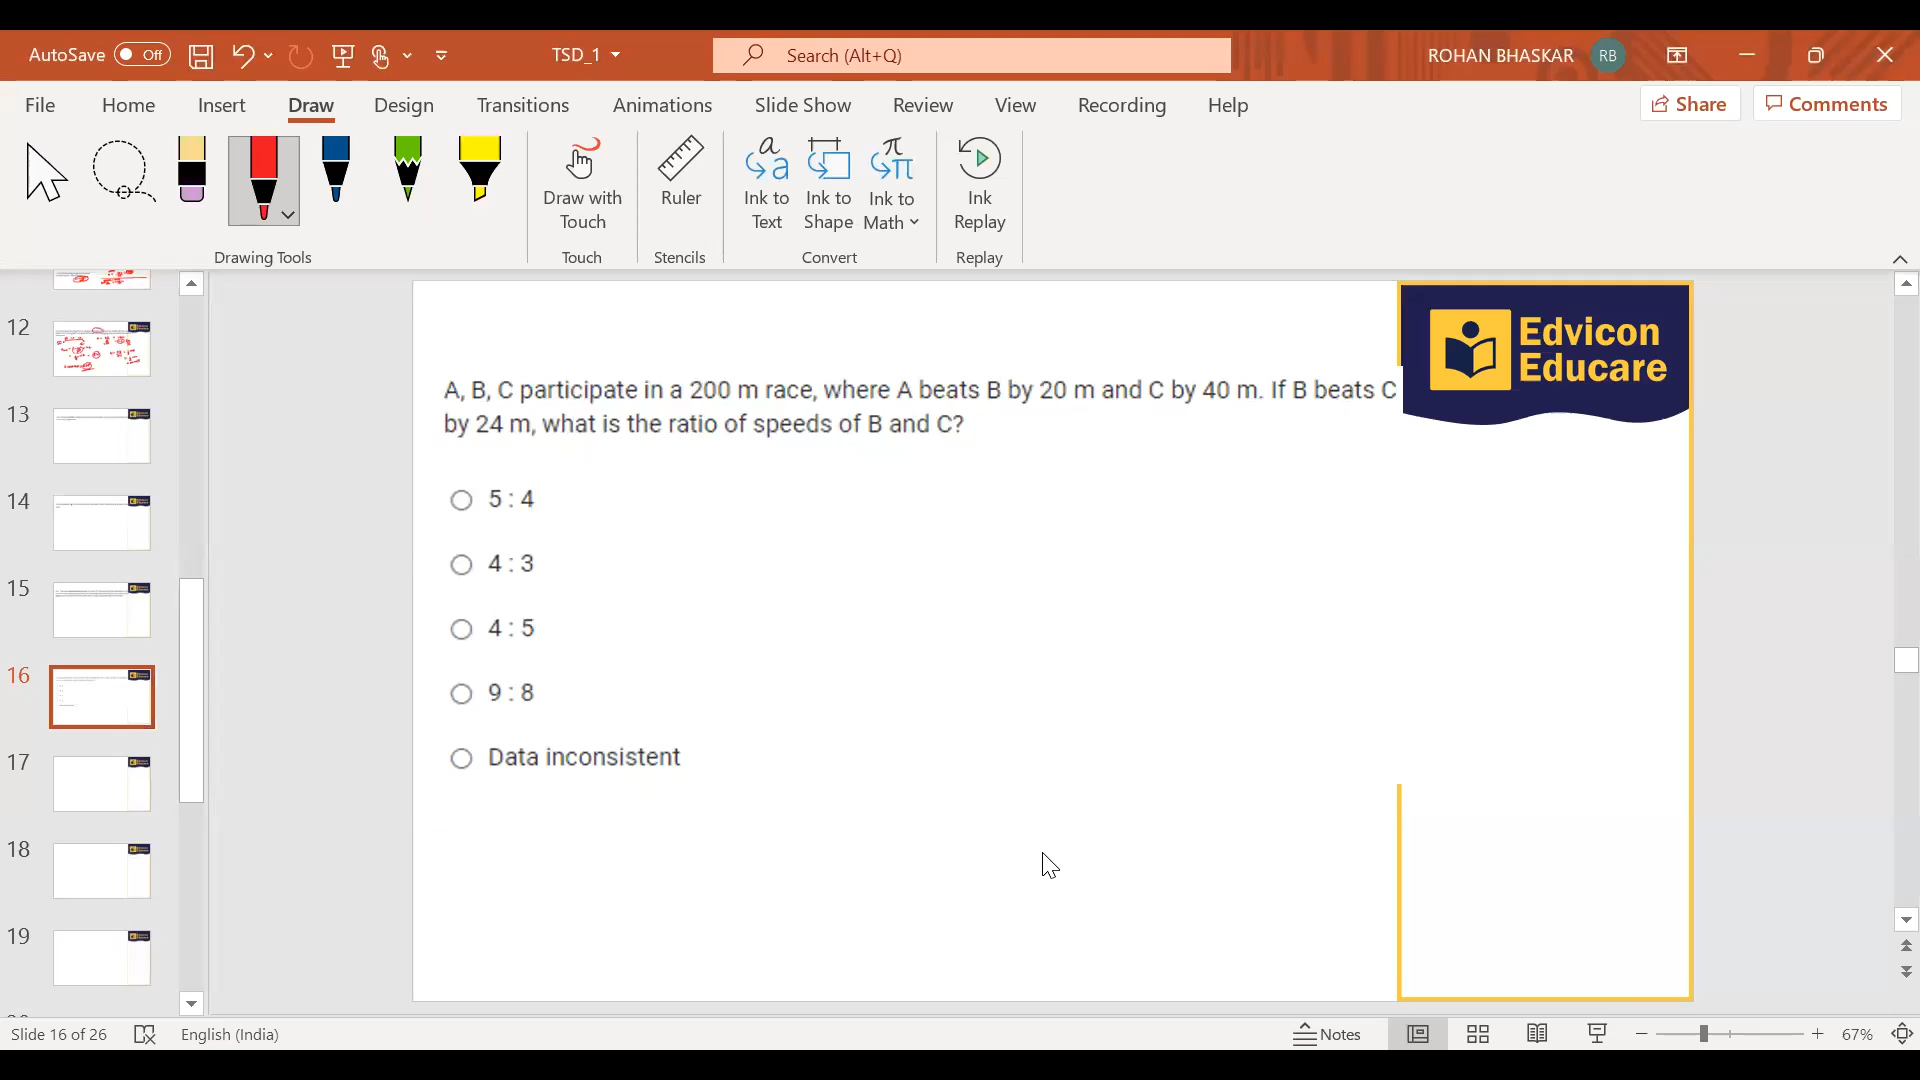 AutoSave Off
TSD_1
Search (Alt+Q)
ROHAN BHASKAR RB
File Home Insert Draw Design Transitions Animations Slide Show Review View Recording Help
Share Comments
Draw with Touch
Ruler
Ink to Text
Ink to Shape
Ink to Math
Ink Replay
Drawing Tools Touch Stencils Convert Replay
12
13
14
15
16
17
18
19
Edvicon
Educare
A, B, C participate in a 200 m race, where A beats B by 20 m and C by 40 m. If B beats C
by 24 m, what is the ratio of speeds of B and C?
5 : 4
4 : 3
4 : 5
9 : 8
Data inconsistent
Slide 16 of 26 English (India) Notes 67%